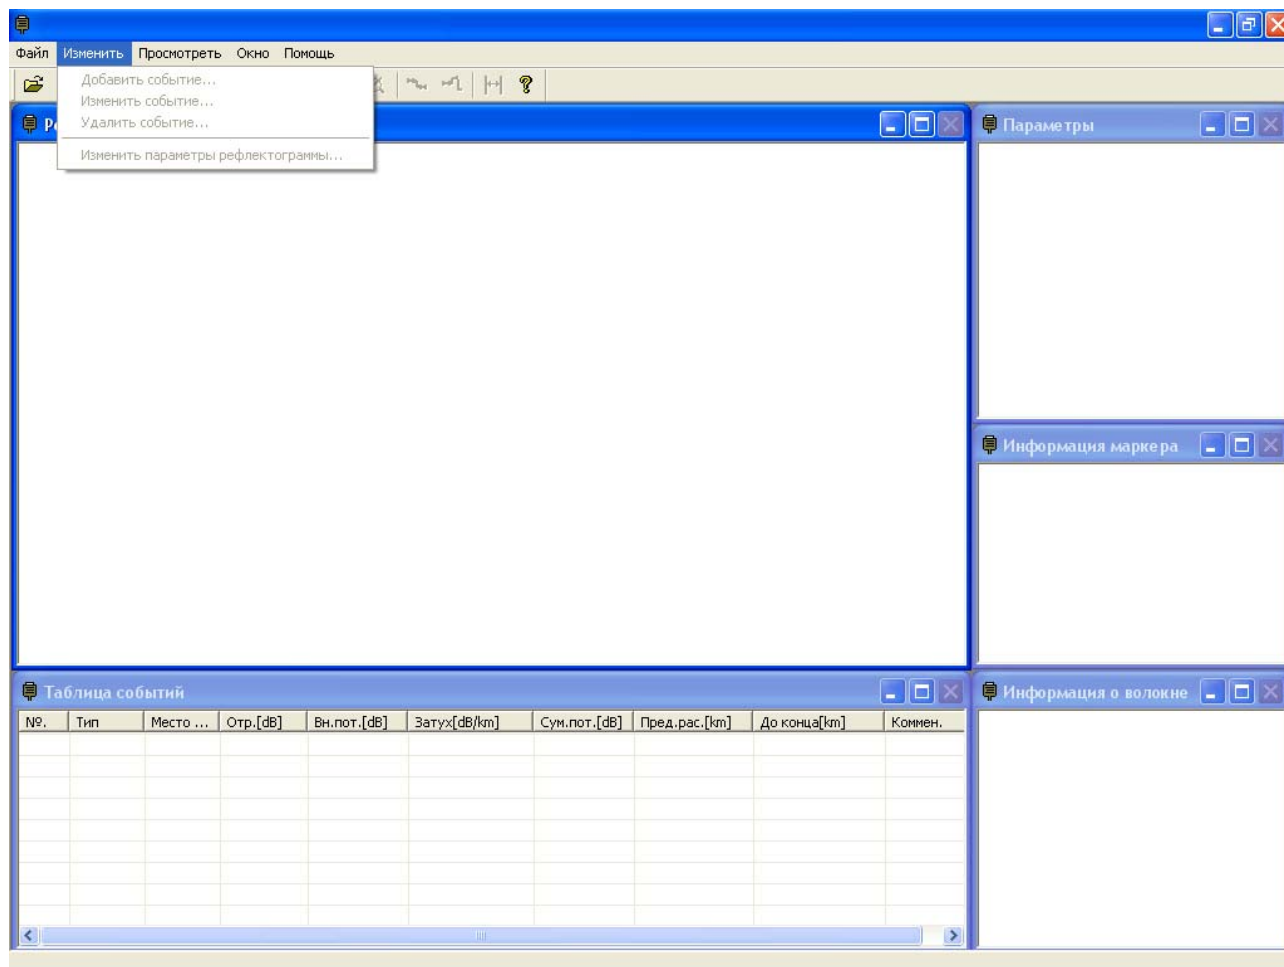 Файл Изменить Просмотреть Окно Помощь
Добавить событие...
Изменить событие...
Удалить событие...
Изменить параметры рефлектограммы...
Параметры
Информация маркера
Таблица событий
№. Тип Место ... Отр.[dB] Вн.пот.[dB] Затух[dB/km] Сум.пот.[dB] Пред.рас.[km] До конца[km] Коммен.
Информация о волокне